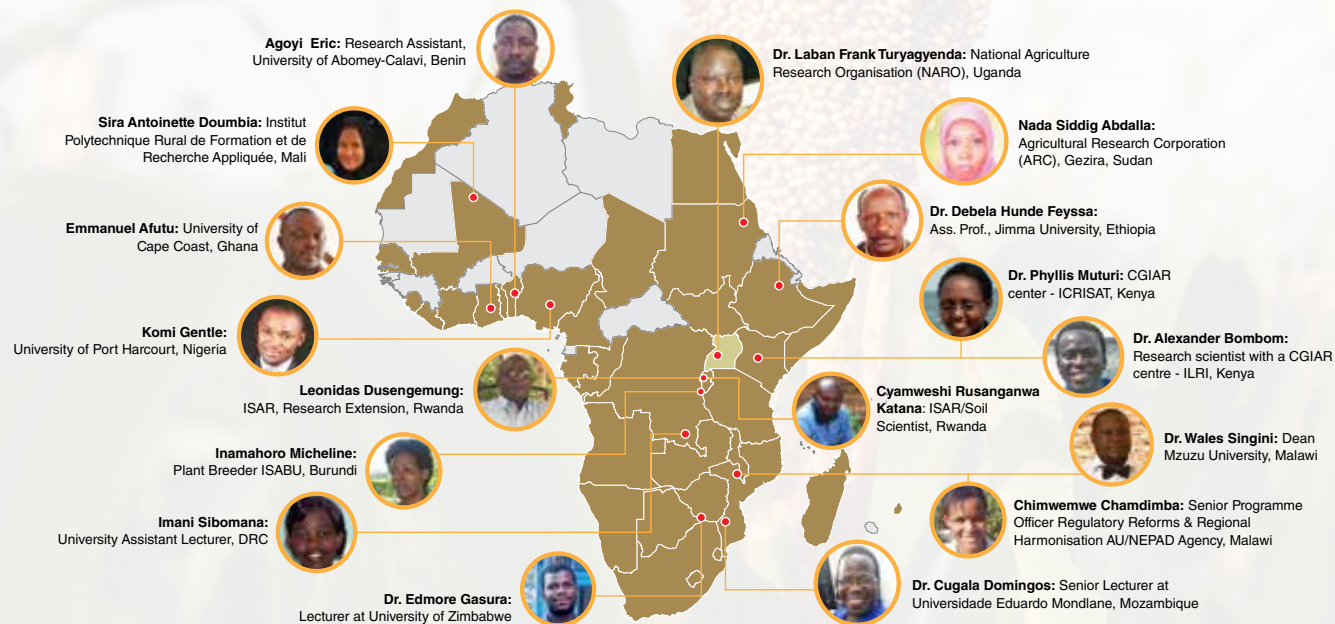 Agoyi Eric: Research Assistant,
University of Abomey-Calavi, Benin
Dr. Laban Frank Turyagyenda: National Agriculture
Research Organisation (NARO), Uganda
Sira Antoinette Doumbia: Institut
Polytechnique Rural de Formation et de
Recherche Appliquée, Mali
Nada Siddig Abdalla:
Agricultural Research Corporation
(ARC), Gezira, Sudan
Emmanuel Afutu: University of
Cape Coast, Ghana
Dr. Debela Hunde Feyssa:
Ass. Prof., Jimma University, Ethiopia
Dr. Phyllis Muturi: CGIAR
center - ICRISAT, Kenya
Komi Gentle:
University of Port Harcourt, Nigeria
Dr. Alexander Bombom:
Research scientist with a CGIAR
centre - ILRI, Kenya
Leonidas Dusengemung:
ISAR, Research Extension, Rwanda
Cyamweshi Rusanganwa
Katana: ISAR/Soil
Scientist, Rwanda
Dr. Wales Singini: Dean
Mzuzu University, Malawi
Inamahoro Micheline:
Plant Breeder ISABU, Burundi
Chimwemwe Chamdimba: Senior Programme
Officer Regulatory Reforms & Regional
Harmonisation AU/NEPAD Agency, Malawi
Imani Sibomana:
University Assistant Lecturer, DRC
Dr. Cugala Domingos: Senior Lecturer at
Universidade Eduardo Mondlane, Mozambique
Dr. Edmore Gasura:
Lecturer at University of Zimbabwe